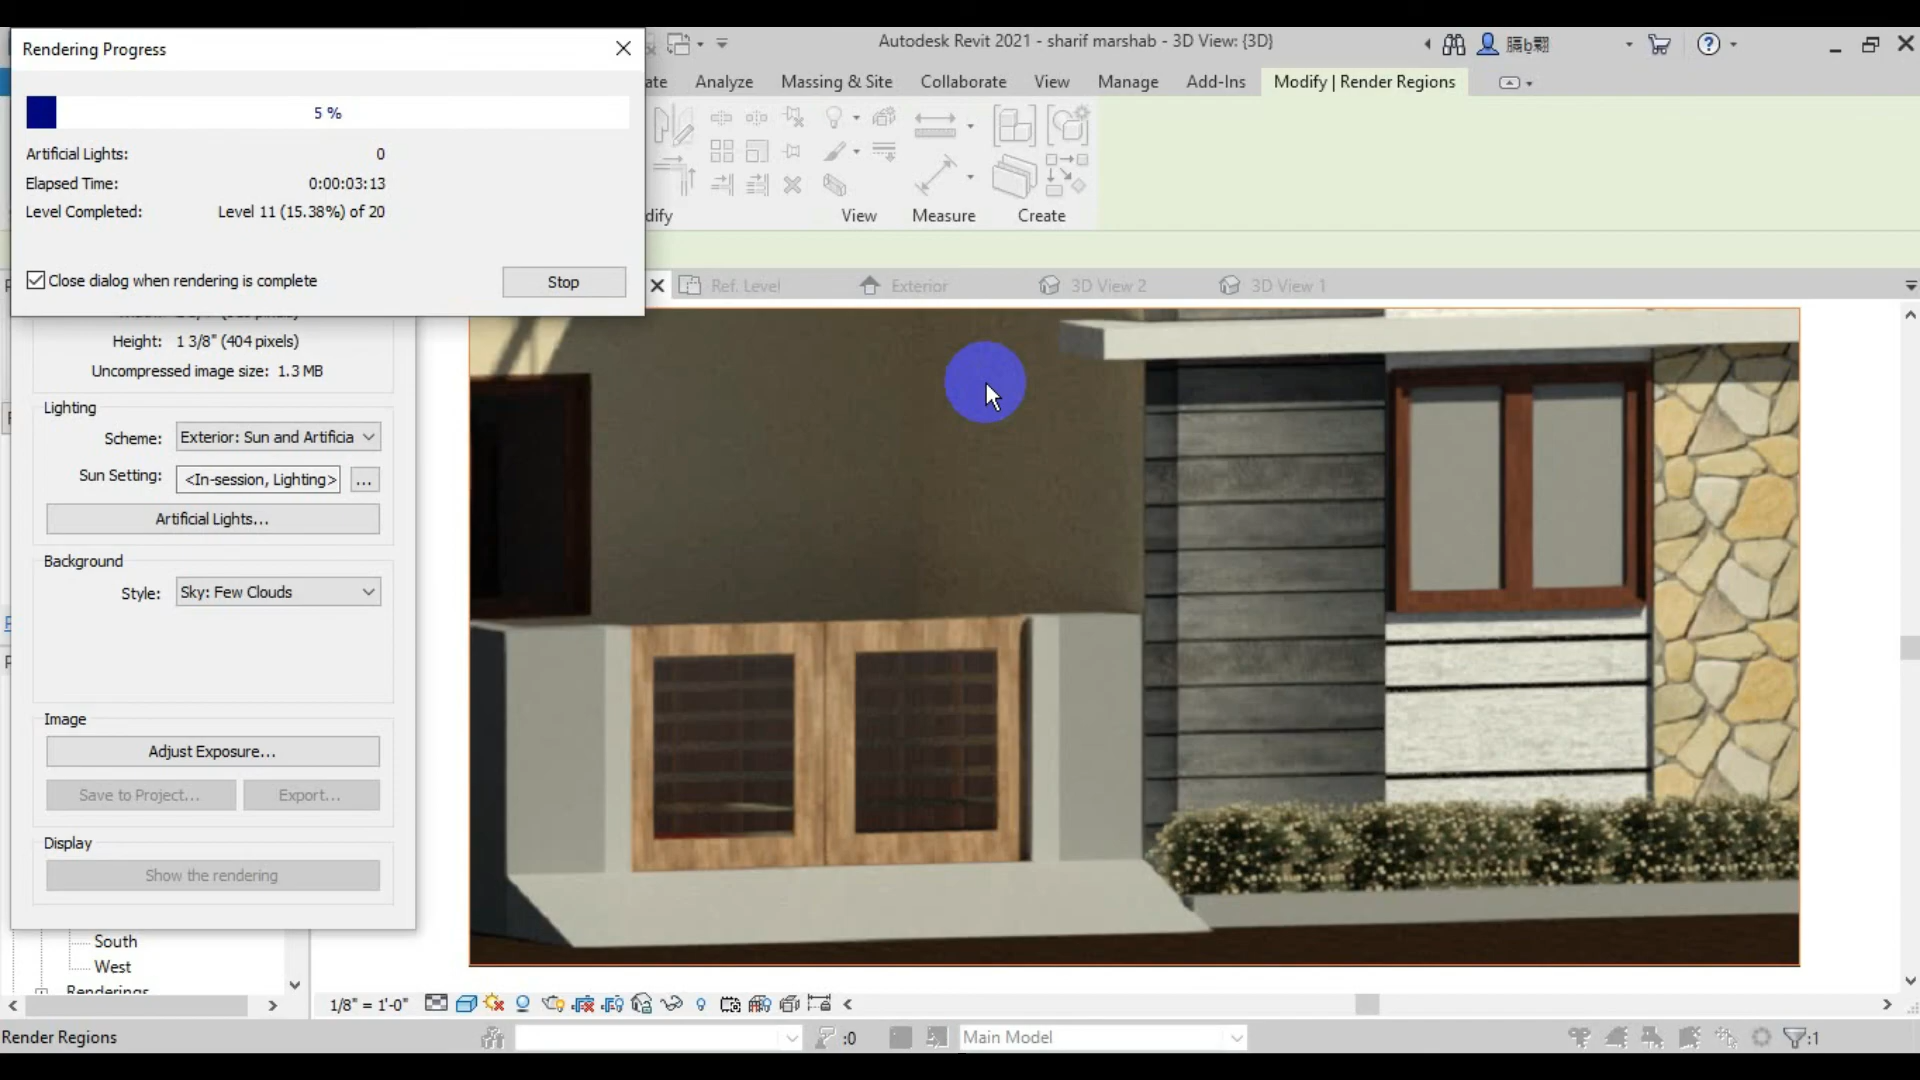 Rendering Progress
Autodesk Revit 2021 - sharif marshab - 3D View: {3D}
Analyze Massing & Site Collaborate View Manage Add-Ins Modify | Render Regions
5 %
Artificial Lights: 0
Elapsed Time: 0:00:03:13
Level Completed: Level 11 (15.38%) of 20
View Measure Create
Close dialog when rendering is complete
Stop
Ref. Level Exterior 3D View 2 3D View 1
Height: 1 3/8" (404 pixels)
Uncompressed image size: 1.3 MB
Lighting
Scheme: Exterior: Sun and Artificia
Sun Setting: <In-session, Lighting> ...
Artificial Lights...
Background
Style: Sky: Few Clouds
Image
Adjust Exposure...
Save to Project... Export...
Display
Show the rendering
South
West
Renderings
1/8" = 1'-0"
Render Regions :0 Main Model :1